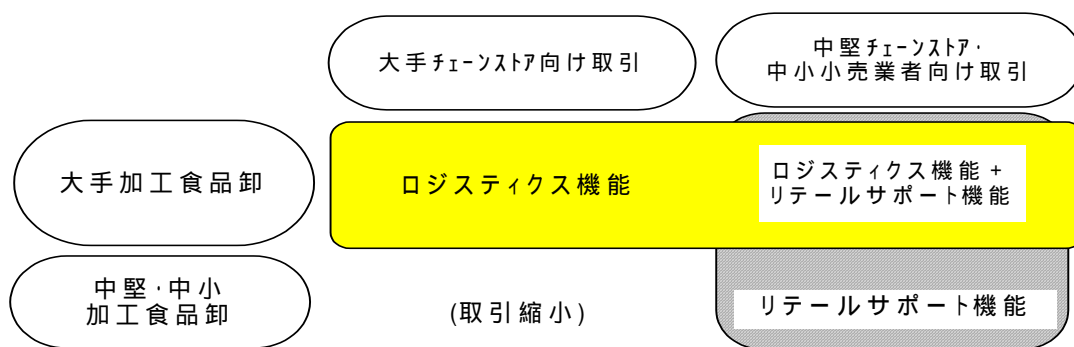 大手ﾁｪｰﾝｽﾄｱ向け取引
中堅ﾁｪｰﾝｽﾄｱ･
中小小売業者向け取引
大手加工食品卸
ロジスティクス機能
ロジスティクス機能+
リテールサポート機能
中堅･中小
加工食品卸
(取引縮小)
リテールサポート機能